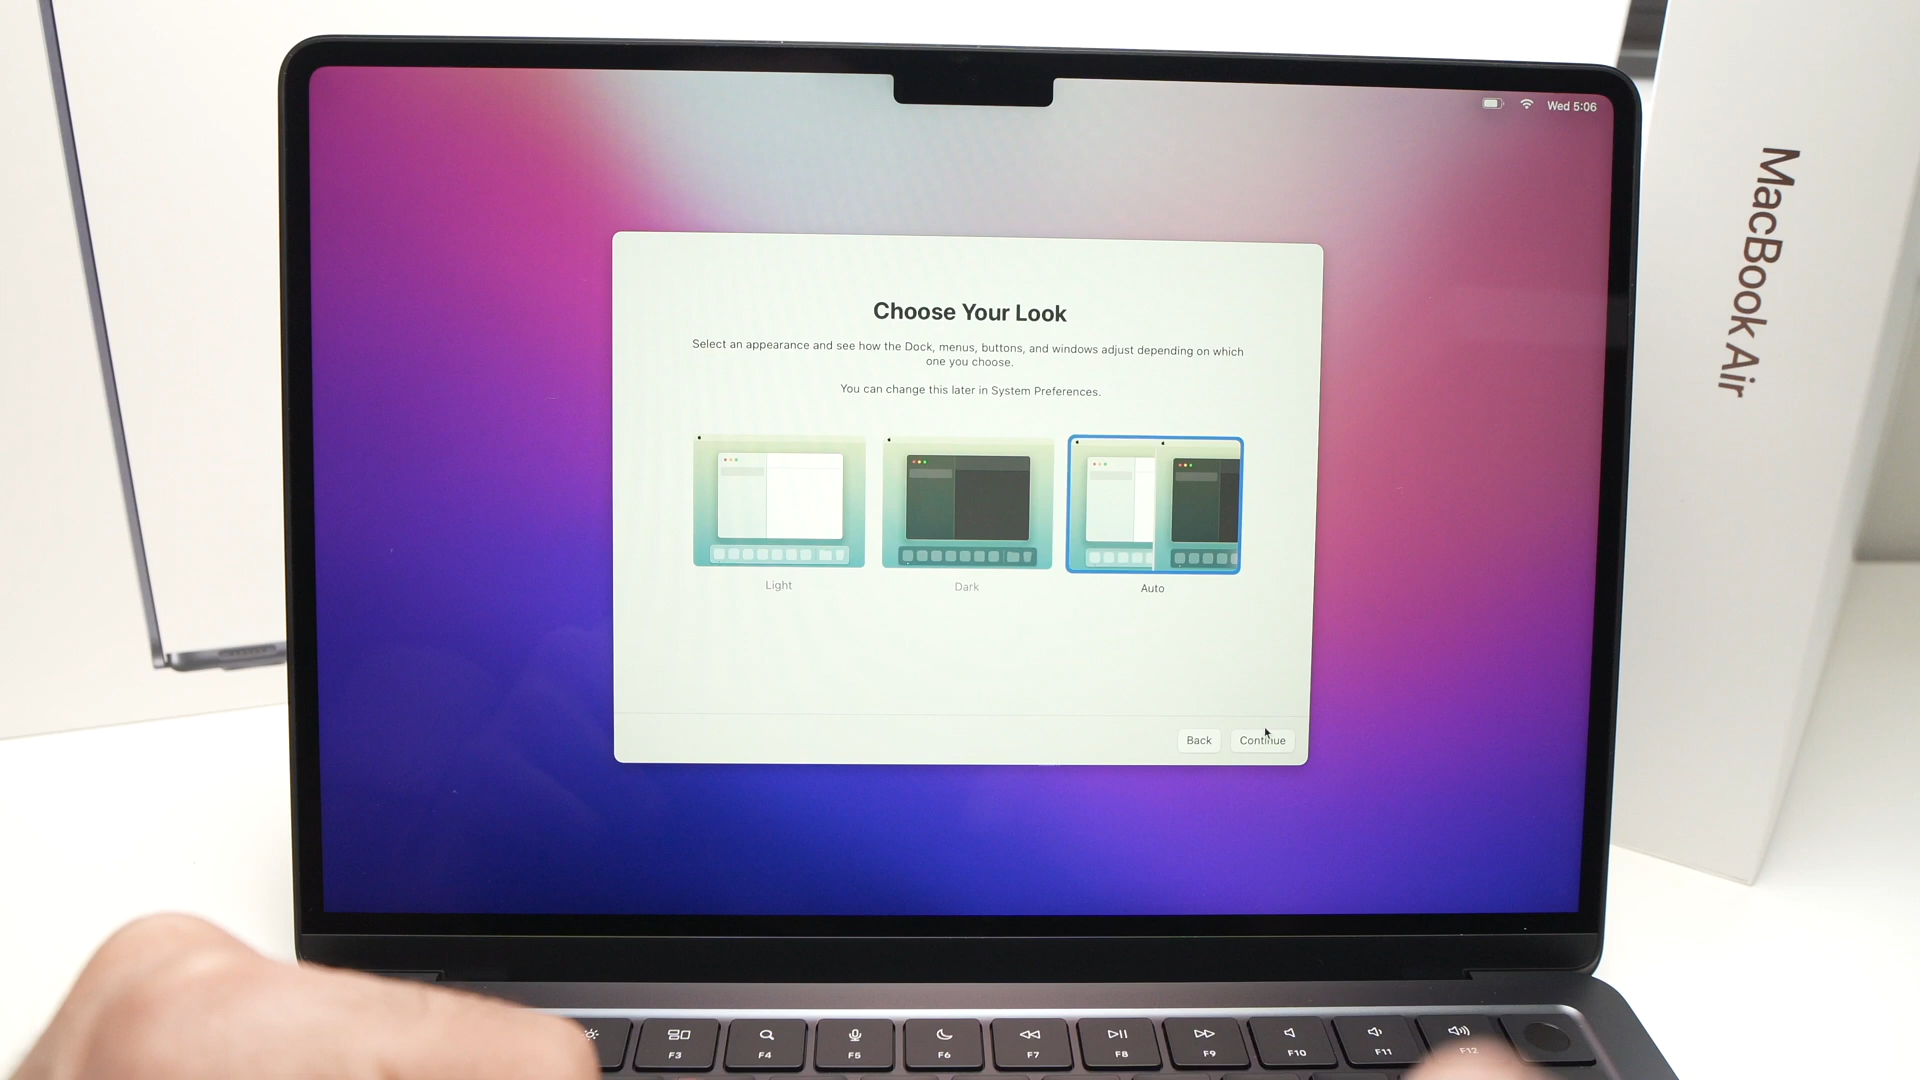 Wed 5:06
MacBook Air
Choose Your Look
Select an appearance and see how the Dock, menus, buttons, and windows adjust depending on which
one you choose.
You can change this later in System Preferences.
Light
Dark
Auto
Back
Continue
F3
F4
F5
F6
F7
F8
F9
F10
F11
F12